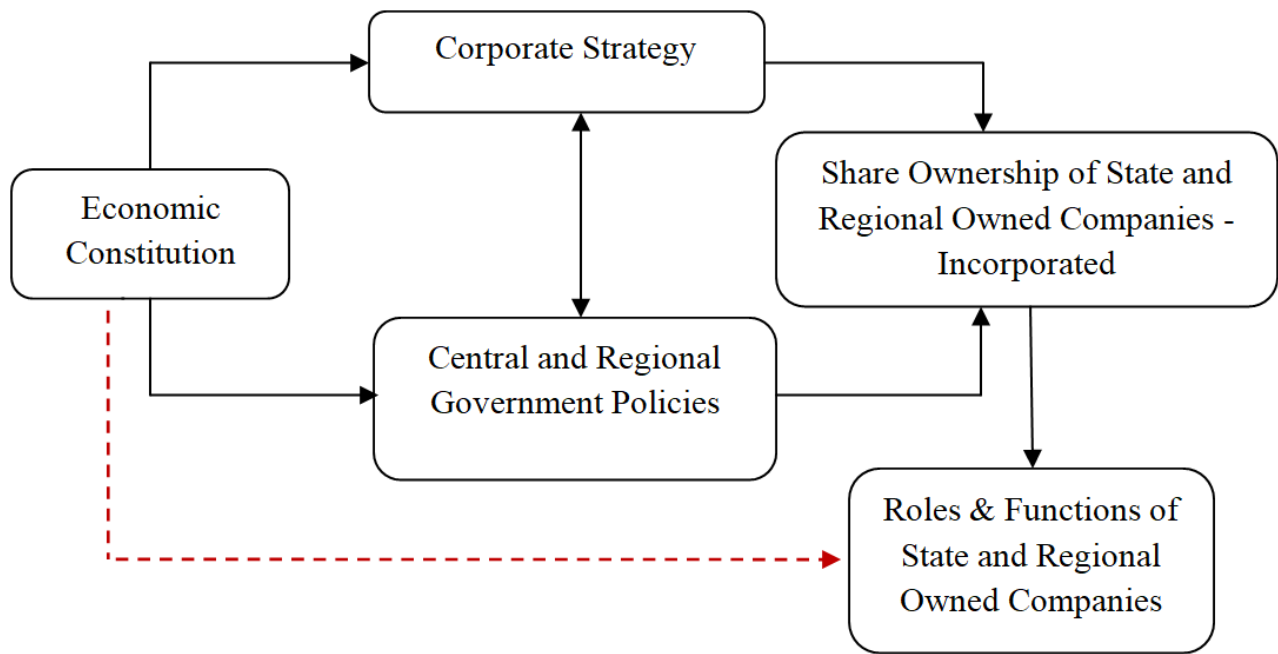 Corporate Strategy
Economic
Constitution
Share Ownership of State and
Regional Owned Companies -
Incorporated
Central and Regional
Government Policies
Roles & Functions of
State and Regional
Owned Companies